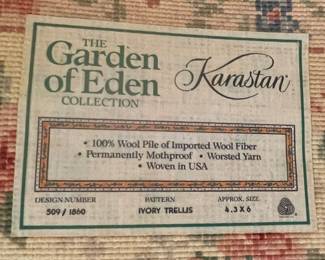 THE
Garden
of Eden
COLLECTION
Karastan
• 100% Wool Pile of Imported Wool Fiber
• Permanently Mothproof • Worsted Yarn
• Woven in USA
DESIGN NUMBER PATTERN APPROX. SIZE
509 / 1860 IVORY TRELLIS 4.3 X 6